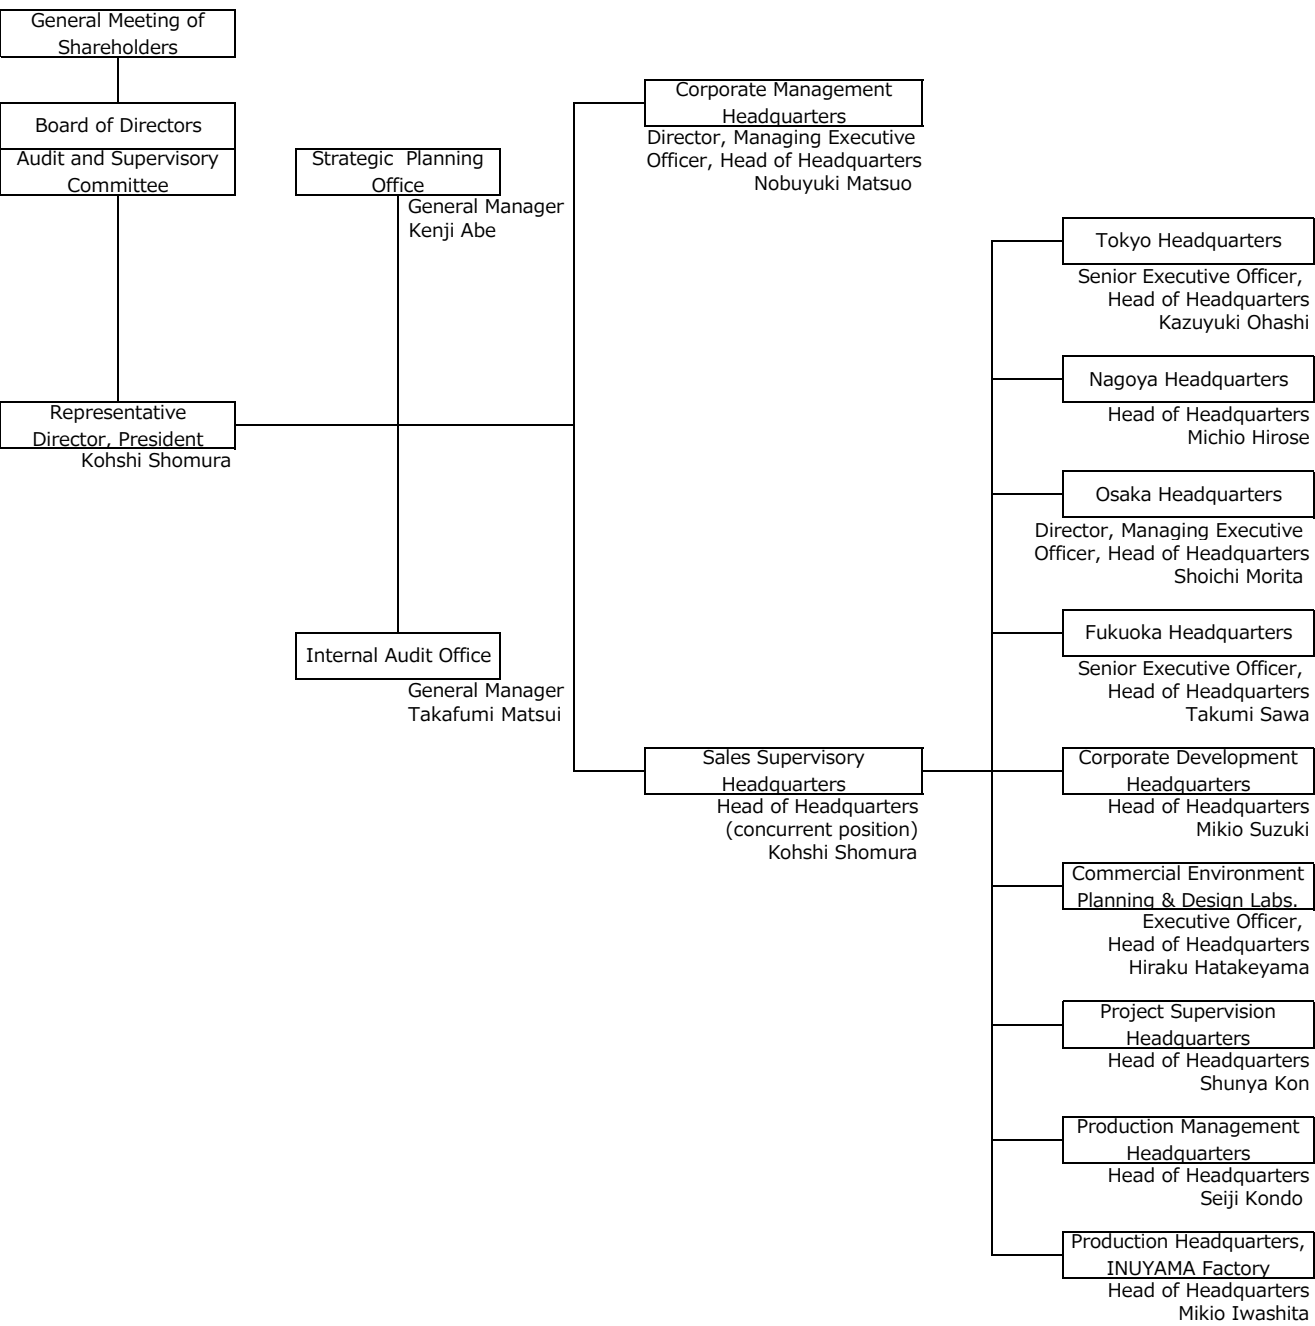 General Meeting of
Shareholders
Board of Directors
Audit and Supervisory
Committee
Representative
Director, President
Kohshi Shomura
Strategic Planning
Office
General Manager
Kenji Abe
Internal Audit Office
General Manager
Takafumi Matsui
Corporate Management
Headquarters
Director, Managing Executive
Officer, Head of Headquarters
Nobuyuki Matsuo
Sales Supervisory
Headquarters
Head of Headquarters
(concurrent position)
Kohshi Shomura
Tokyo Headquarters
Senior Executive Officer,
Head of Headquarters
Kazuyuki Ohashi
Nagoya Headquarters
Head of Headquarters
Michio Hirose
Osaka Headquarters
Director, Managing Executive
Officer, Head of Headquarters
Shoichi Morita
Fukuoka Headquarters
Senior Executive Officer,
Head of Headquarters
Takumi Sawa
Corporate Development
Headquarters
Head of Headquarters
Mikio Suzuki
Commercial Environment
Planning & Design Labs.
Executive Officer,
Head of Headquarters
Hiraku Hatakeyama
Project Supervision
Headquarters
Head of Headquarters
Shunya Kon
Production Management
Headquarters
Head of Headquarters
Seiji Kondo
Production Headquarters,
INUYAMA Factory
Head of Headquarters
Mikio Iwashita